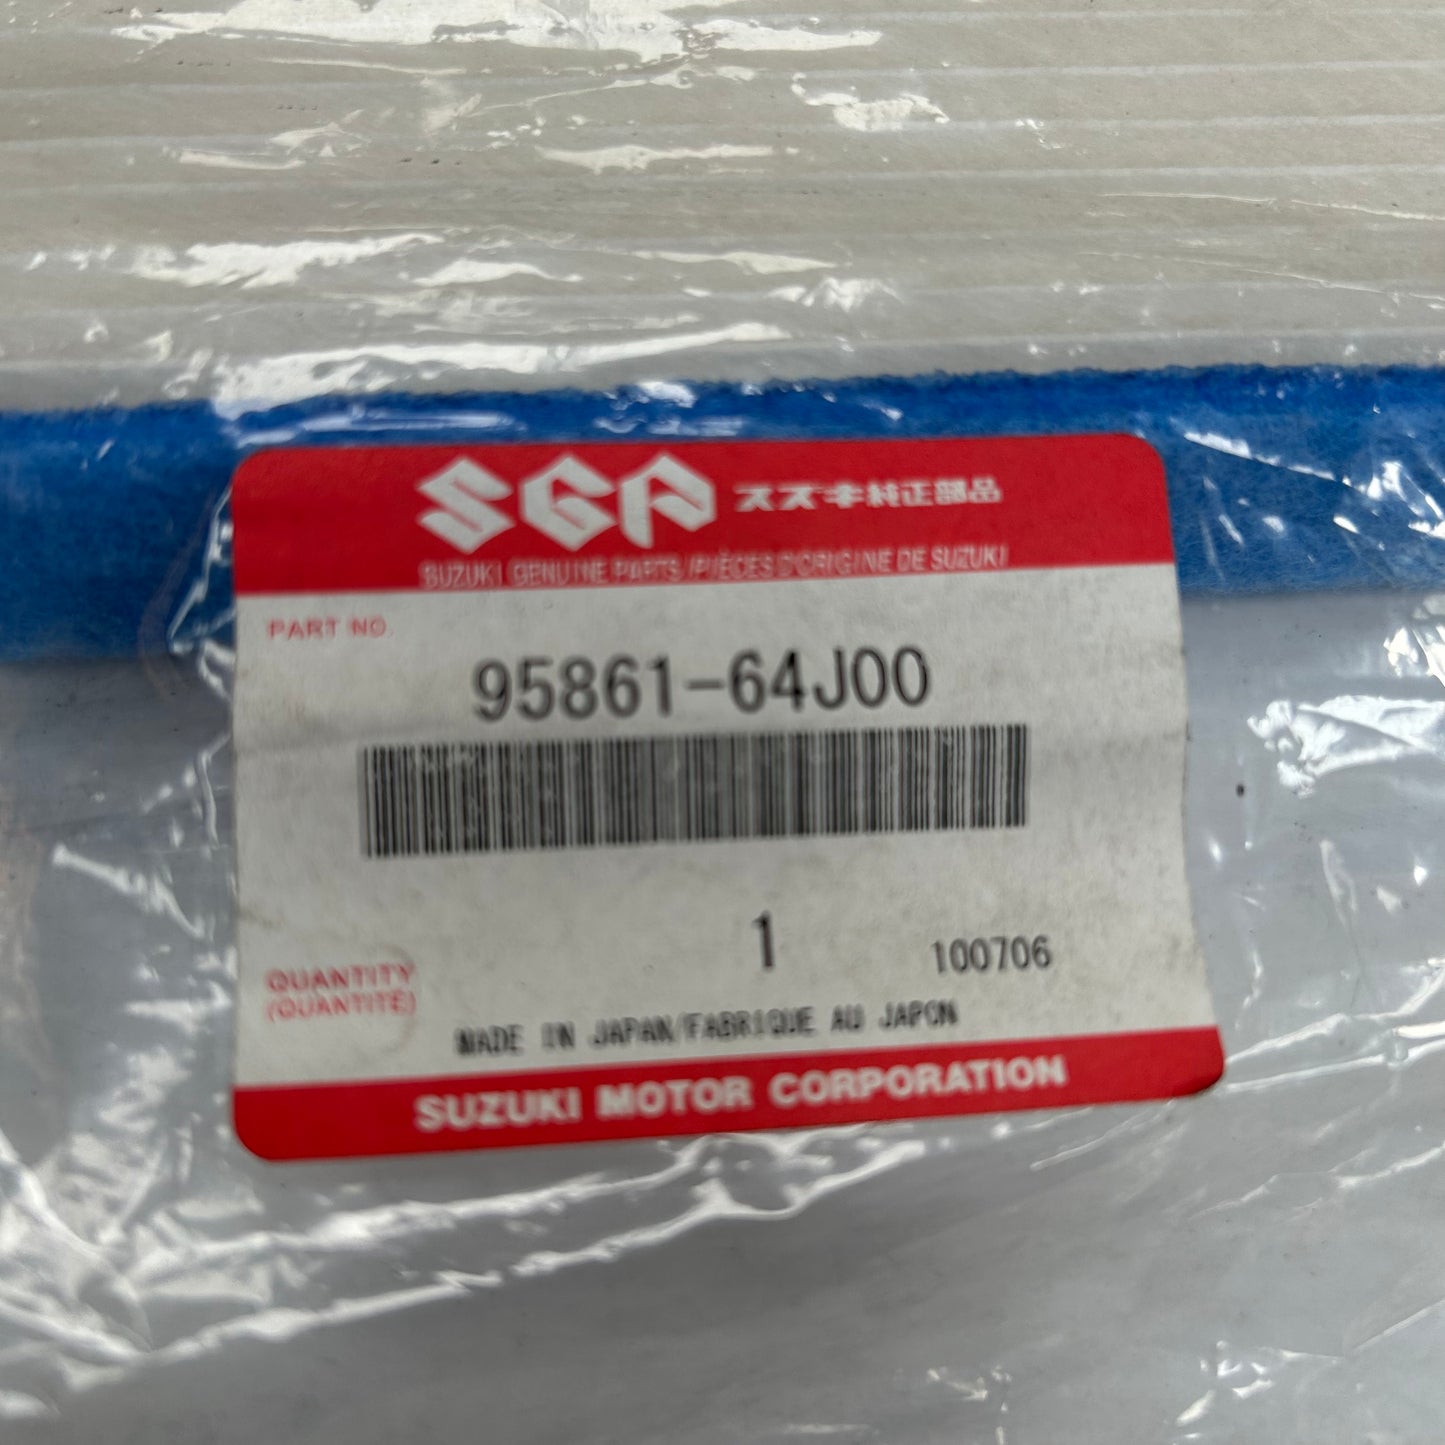 SGP スズキ純正部品
SUZUKI GENUINE PARTS/PIÈCES D'ORIGINE DE SUZUKI
PART NO.
95861-64J00
1 100706
QUANTITY
(QUANTITÉ)
MADE IN JAPAN/FABRIQUE AU JAPON
SUZUKI MOTOR CORPORATION